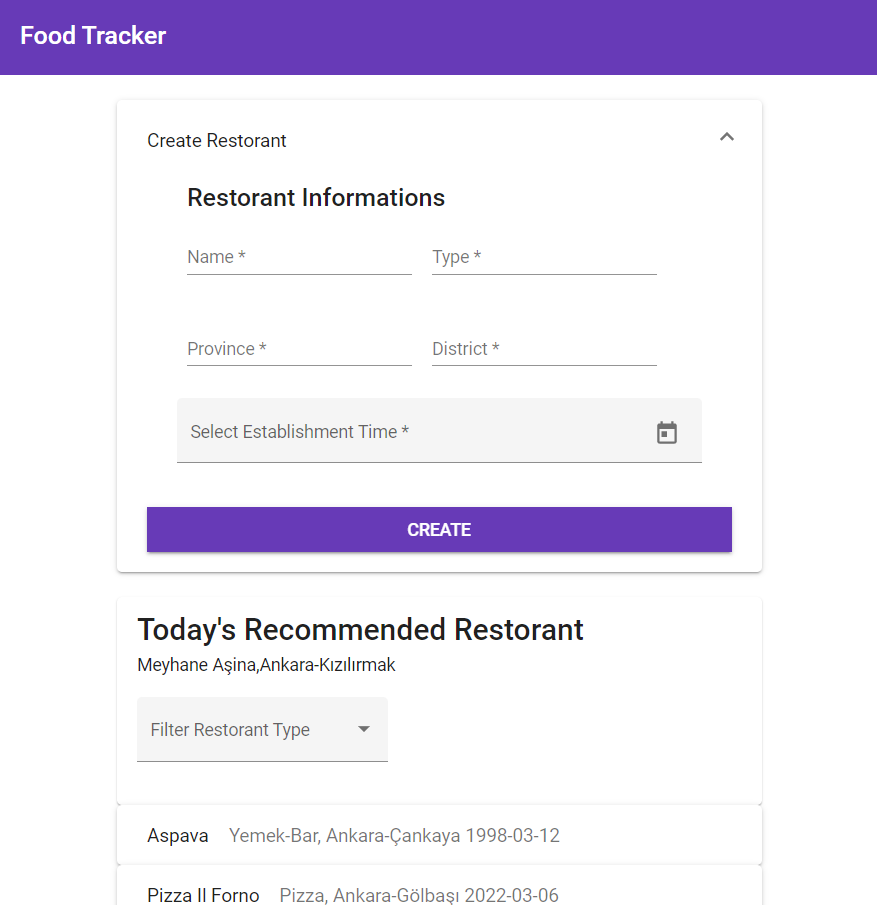 Food Tracker
Create Restorant
Restorant Informations
Name * Type *
Province * District *
Select Establishment Time *
CREATE
Today's Recommended Restorant
Meyhane Aşina,Ankara-Kızılırmak
Filter Restorant Type
Aspava Yemek-Bar, Ankara-Çankaya 1998-03-12
Pizza Il Forno Pizza, Ankara-Gölbaşı 2022-03-06